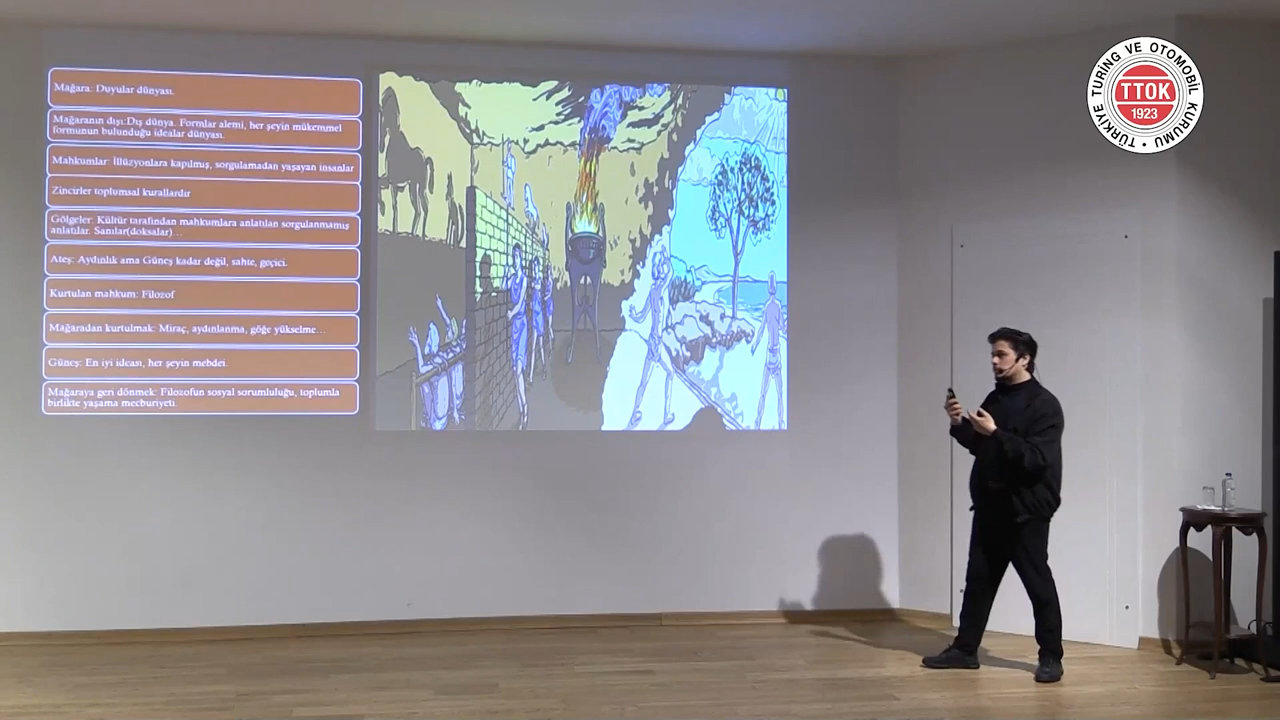 Mağara: Duyular dünyası.
Mağaranın dışı:Dış dünya. Formlar alemi, her şeyin mükemmel
formunun bulunduğu idealar dünyası.
Mahkumlar: İllüzyonlara kapılmış, sorgulamadan yaşayan insanlar
Zincirler toplumsal kurallardır
Gölgeler: Kültür tarafından mahkumlara anlatılan sorgulanmamış
anlatılar. Sanılar(doksalar)...
Ateş: Aydınlık ama Güneş kadar değil, sahte, geçici.
Kurtulan mahkum: Filozof
Mağaradan kurtulmak: Miraç, aydınlanma, göğe yükselme...
Güneş: En iyi ideası, her şeyin mebdei.
Mağaraya geri dönmek: Filozofun sosyal sorumluluğu, toplumla
birlikte yaşama mecburiyeti.
TÜRKİYE TURİNG VE OTOMOBİL KURUMU
TTOK
1923